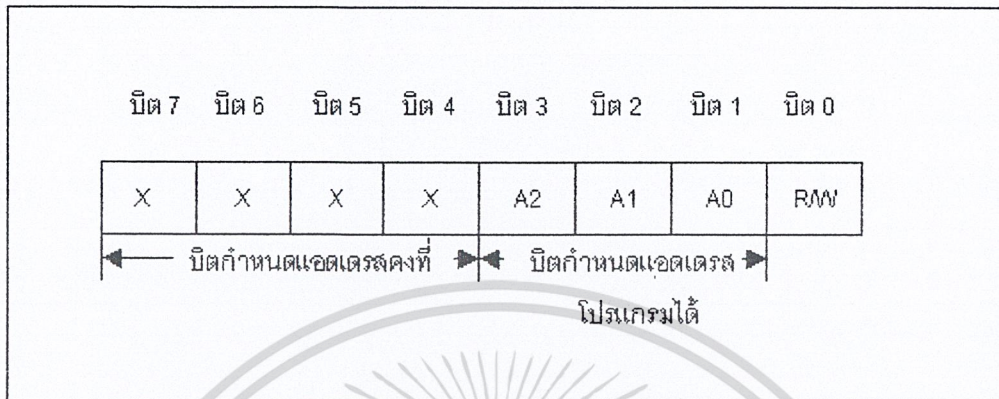 บิต 7 บิต 6 บิต 5 บิต 4 บิต 3 บิต 2 บิต 1 บิต 0
X X X X A2 A1 A0 R/W
บิตกำหนดแอดเดรสคงที่ บิตกำหนดแอดเดรส
โปรแกรมได้